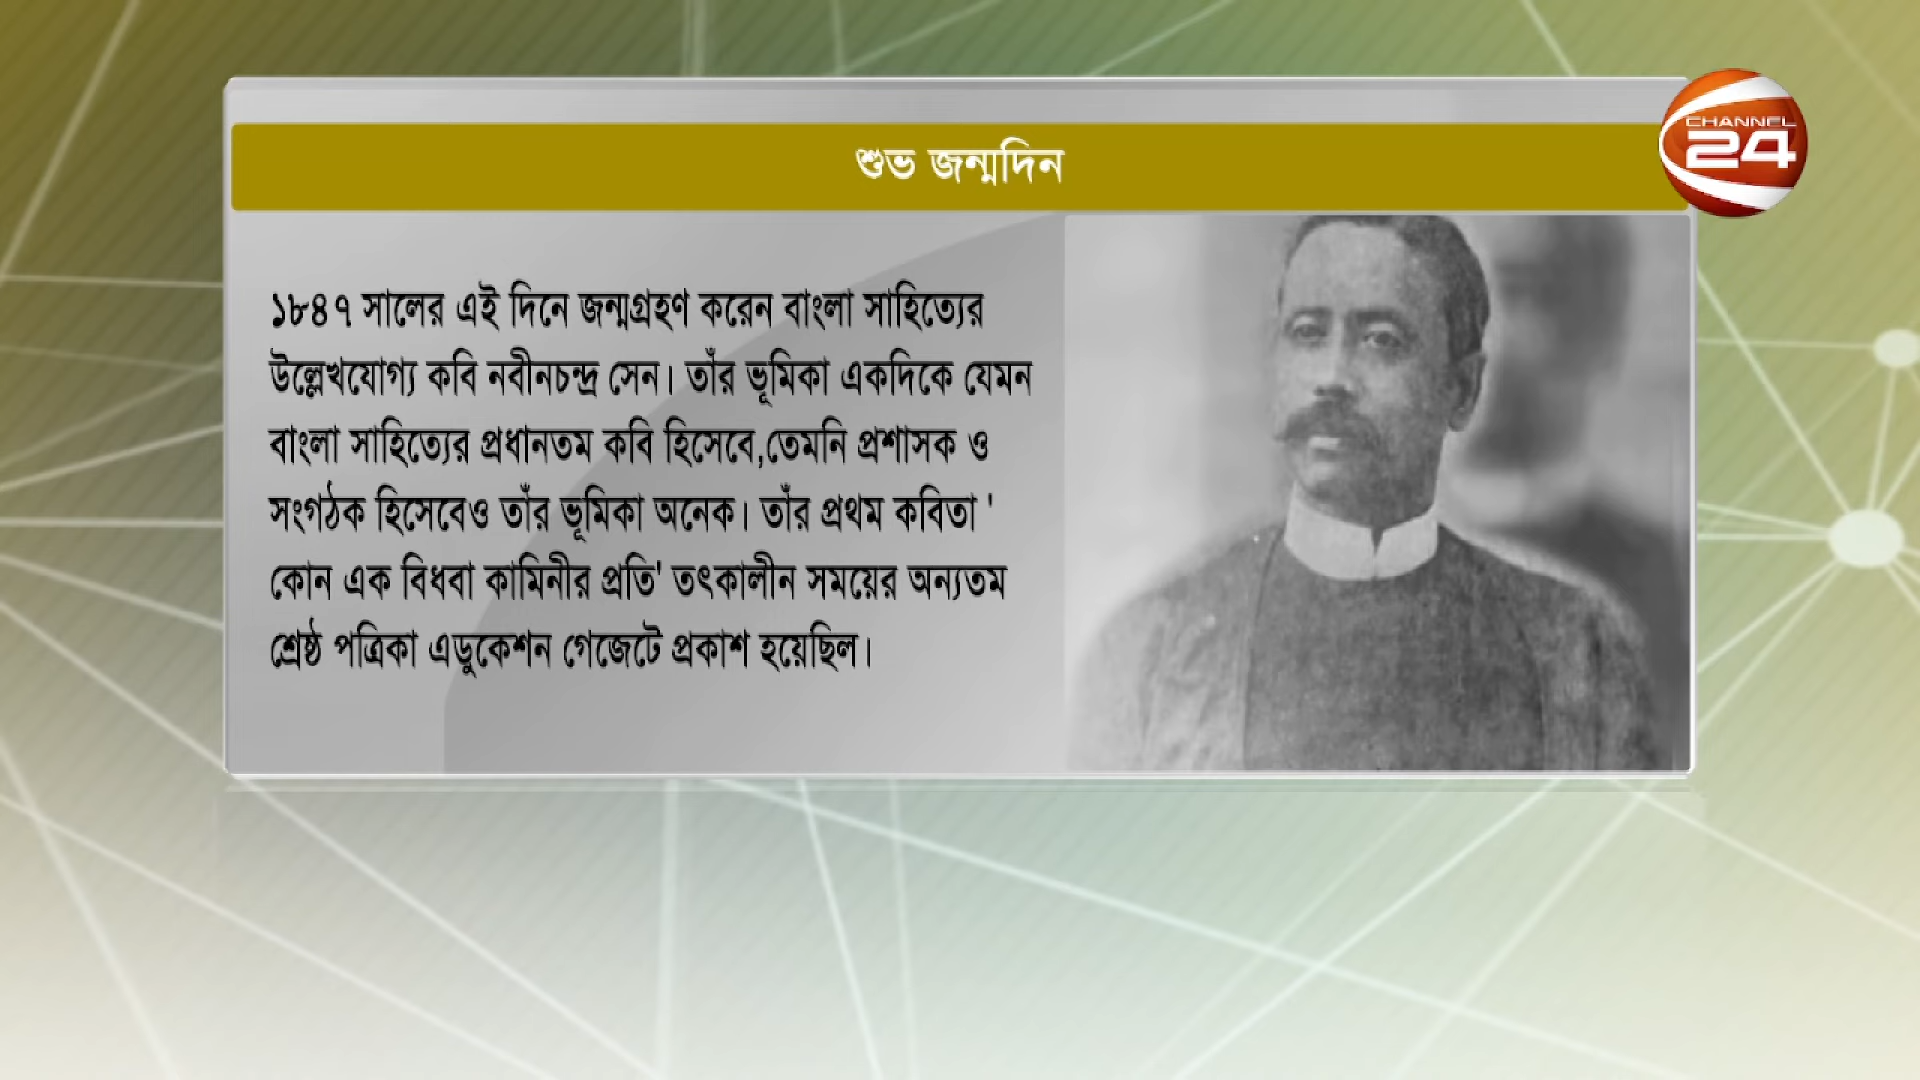 CHANNEL
24
শুভ জন্মদিন
১৮৪৭ সালের এই দিনে জন্মগ্রহণ করেন বাংলা সাহিত্যের
উল্লেখযোগ্য কবি নবীনচন্দ্র সেন। তাঁর ভূমিকা একদিকে যেমন
বাংলা সাহিত্যের প্রধানতম কবি হিসেবে,তেমনি প্রশাসক ও
সংগঠক হিসেবেও তাঁর ভূমিকা অনেক। তাঁর প্রথম কবিতা '
কোন এক বিধবা কামিনীর প্রতি' তৎকালীন সময়ের অন্যতম
শ্রেষ্ঠ পত্রিকা এডুকেশন গেজেটে প্রকাশ হয়েছিল।